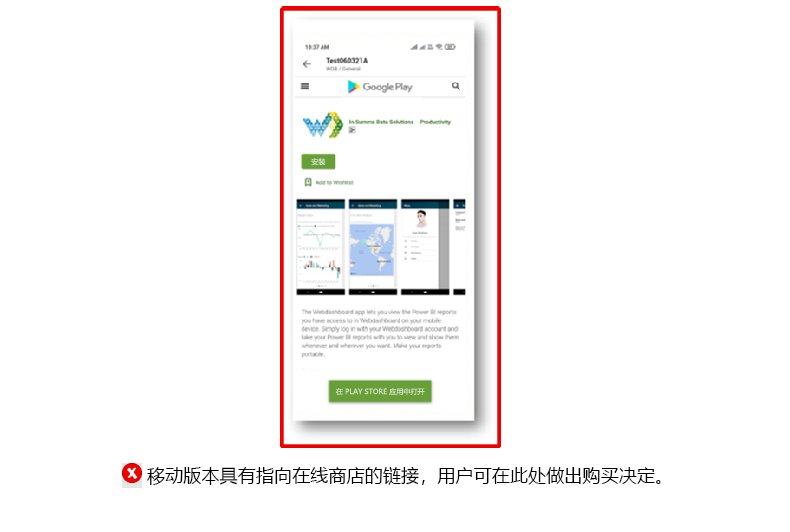 10:37 AM
Test060321A
WDB / General
Google Play
In Summa Data Solutions Productivity
安裝
Add to Wishlist
The Webdashboard app lets you view the Power BI reports
you have access to in Webdashboard on your mobile
device. Simply log in with your Webdashboard account and
take your Power BI reports with you to view and show them
whenever and wherever you want. Make your reports
portable.
在 PLAY STORE 应用中打开
移动版本具有指向在线商店的链接，用户可在此处做出购买决定。